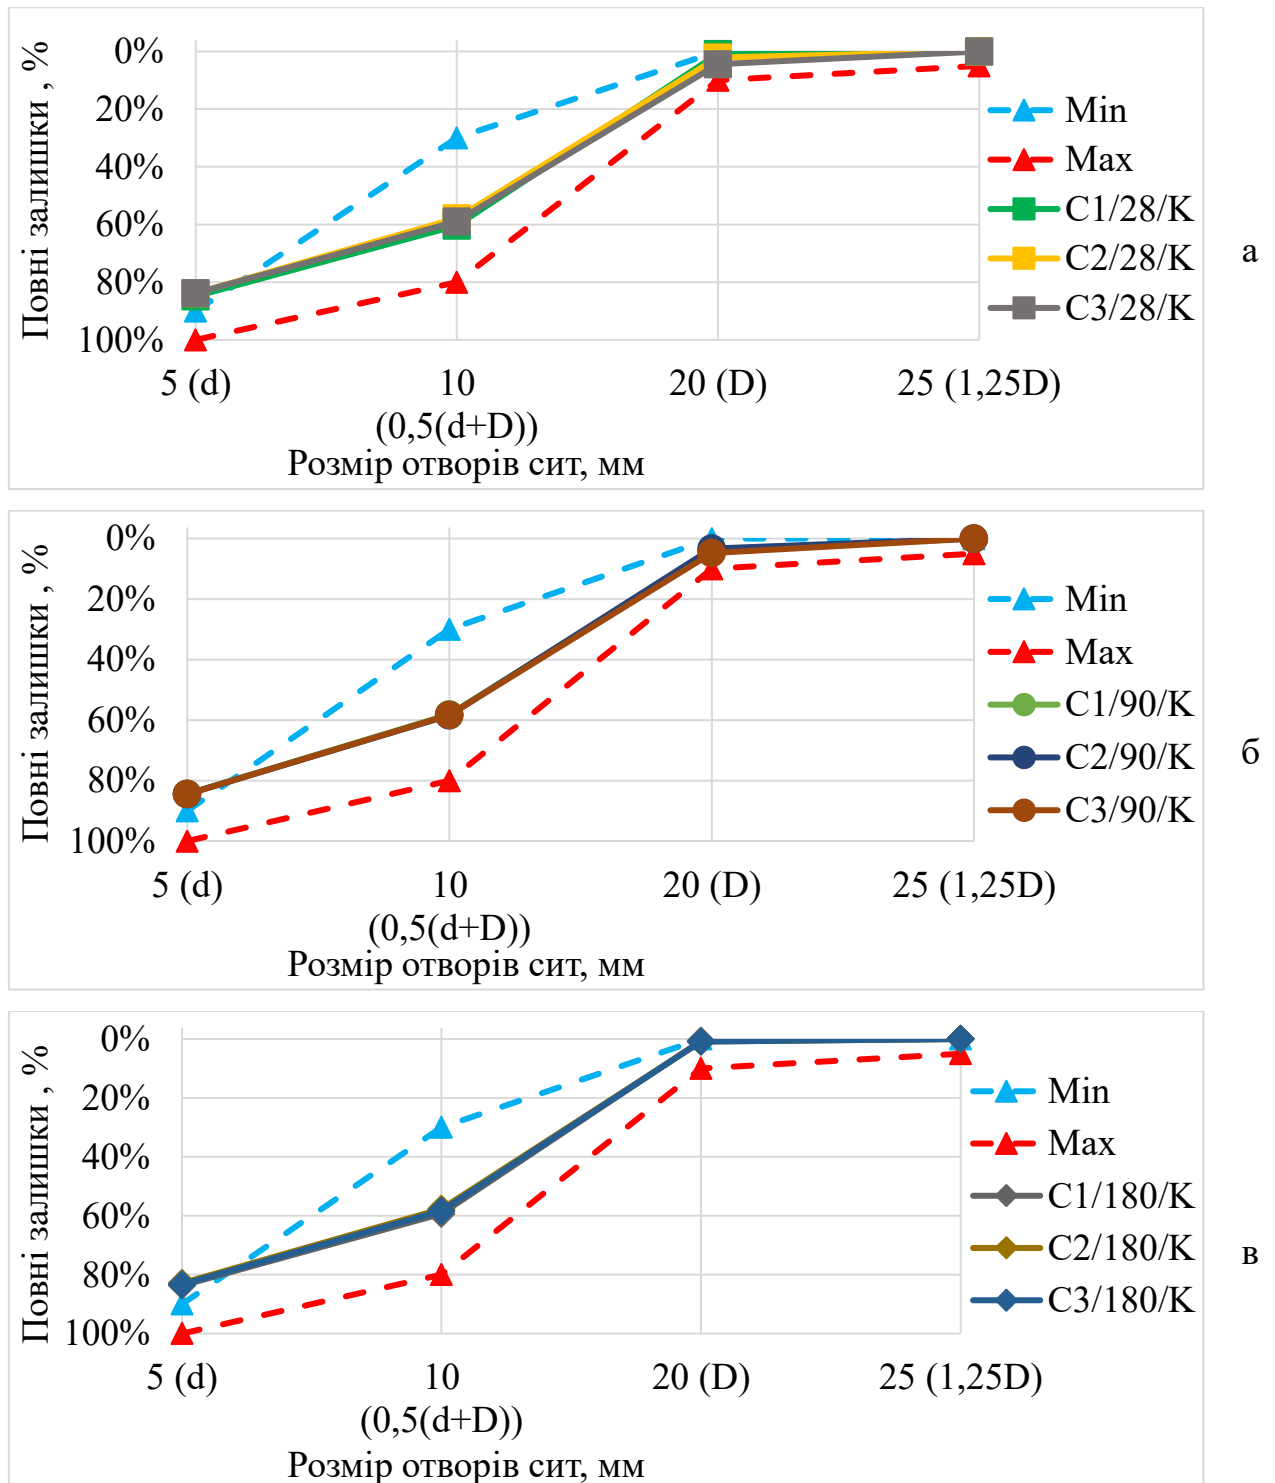 Повні залишки , %
0%
20%
40%
60%
80%
100%
5 (d)
10
(0,5(d+D))
20 (D)
25 (1,25D)
Розмір отворів сит, мм
Min
Max
C1/28/K
C2/28/K
C3/28/K
а
Повні залишки , %
0%
20%
40%
60%
80%
100%
5 (d)
10
(0,5(d+D))
20 (D)
25 (1,25D)
Розмір отворів сит, мм
Min
Max
C1/90/K
C2/90/K
C3/90/K
б
Повні залишки , %
0%
20%
40%
60%
80%
100%
5 (d)
10
(0,5(d+D))
20 (D)
25 (1,25D)
Розмір отворів сит, мм
Min
Max
C1/180/K
C2/180/K
C3/180/K
в